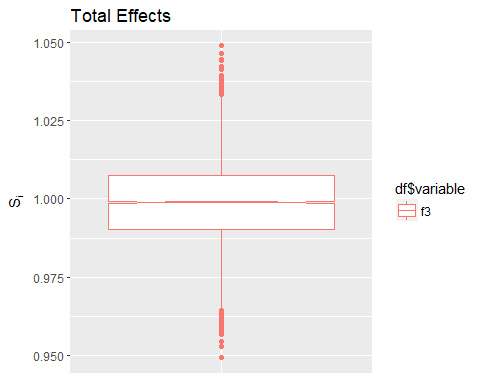 Total Effects
1.050
1.025
1.000
0.975
0.950
Si
df$variable
f3